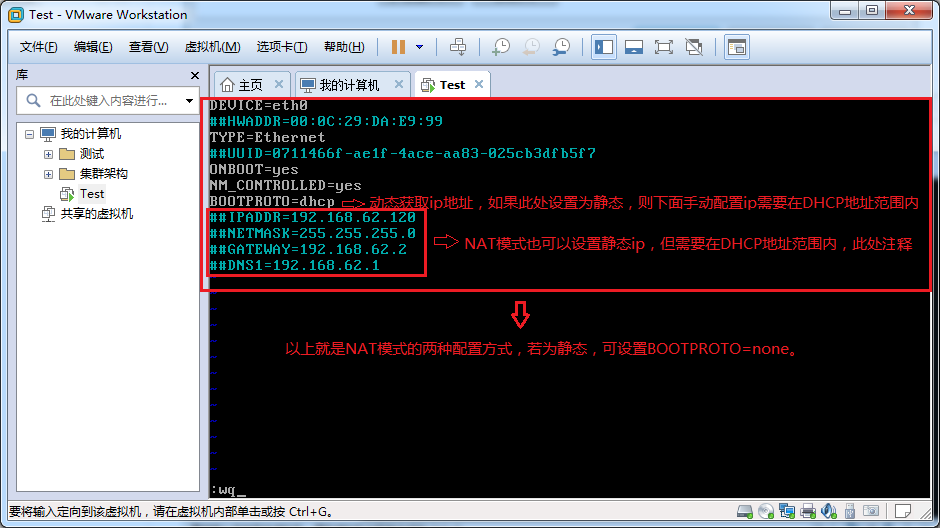 Test - VMware Workstation
文件(F) 编辑(E) 查看(V) 虚拟机(M) 选项卡(T) 帮助(H)
库
主页 我的计算机 Test
在此处键入内容进行...
我的计算机
测试
集群架构
Test
共享的虚拟机
DEVICE=eth0
##HWADDR=00:0C:29:DA:E9:99
TYPE=Ethernet
##UUID=0711466f-ae1f-4ace-aa83-025cb3dfb5f7
ONBOOT=yes
NM_CONTROLLED=yes
BOOTPROTO=dhcp 动态获取ip地址，如果此处设置为静态，则下面手动配置ip需要在DHCP地址范围内
##IPADDR=192.168.62.120
##NETMASK=255.255.255.0
##GATEWAY=192.168.62.2
##DNS1=192.168.62.1
NAT模式也可以设置静态ip，但需要在DHCP地址范围内，此处注释
以上就是NAT模式的两种配置方式，若为静态，可设置BOOTPROTO=none。
~
~
~
~
~
~
~
~
~
~
~
~
:wq_
要将输入定向到该虚拟机，请在虚拟机内部单击或按 Ctrl+G。